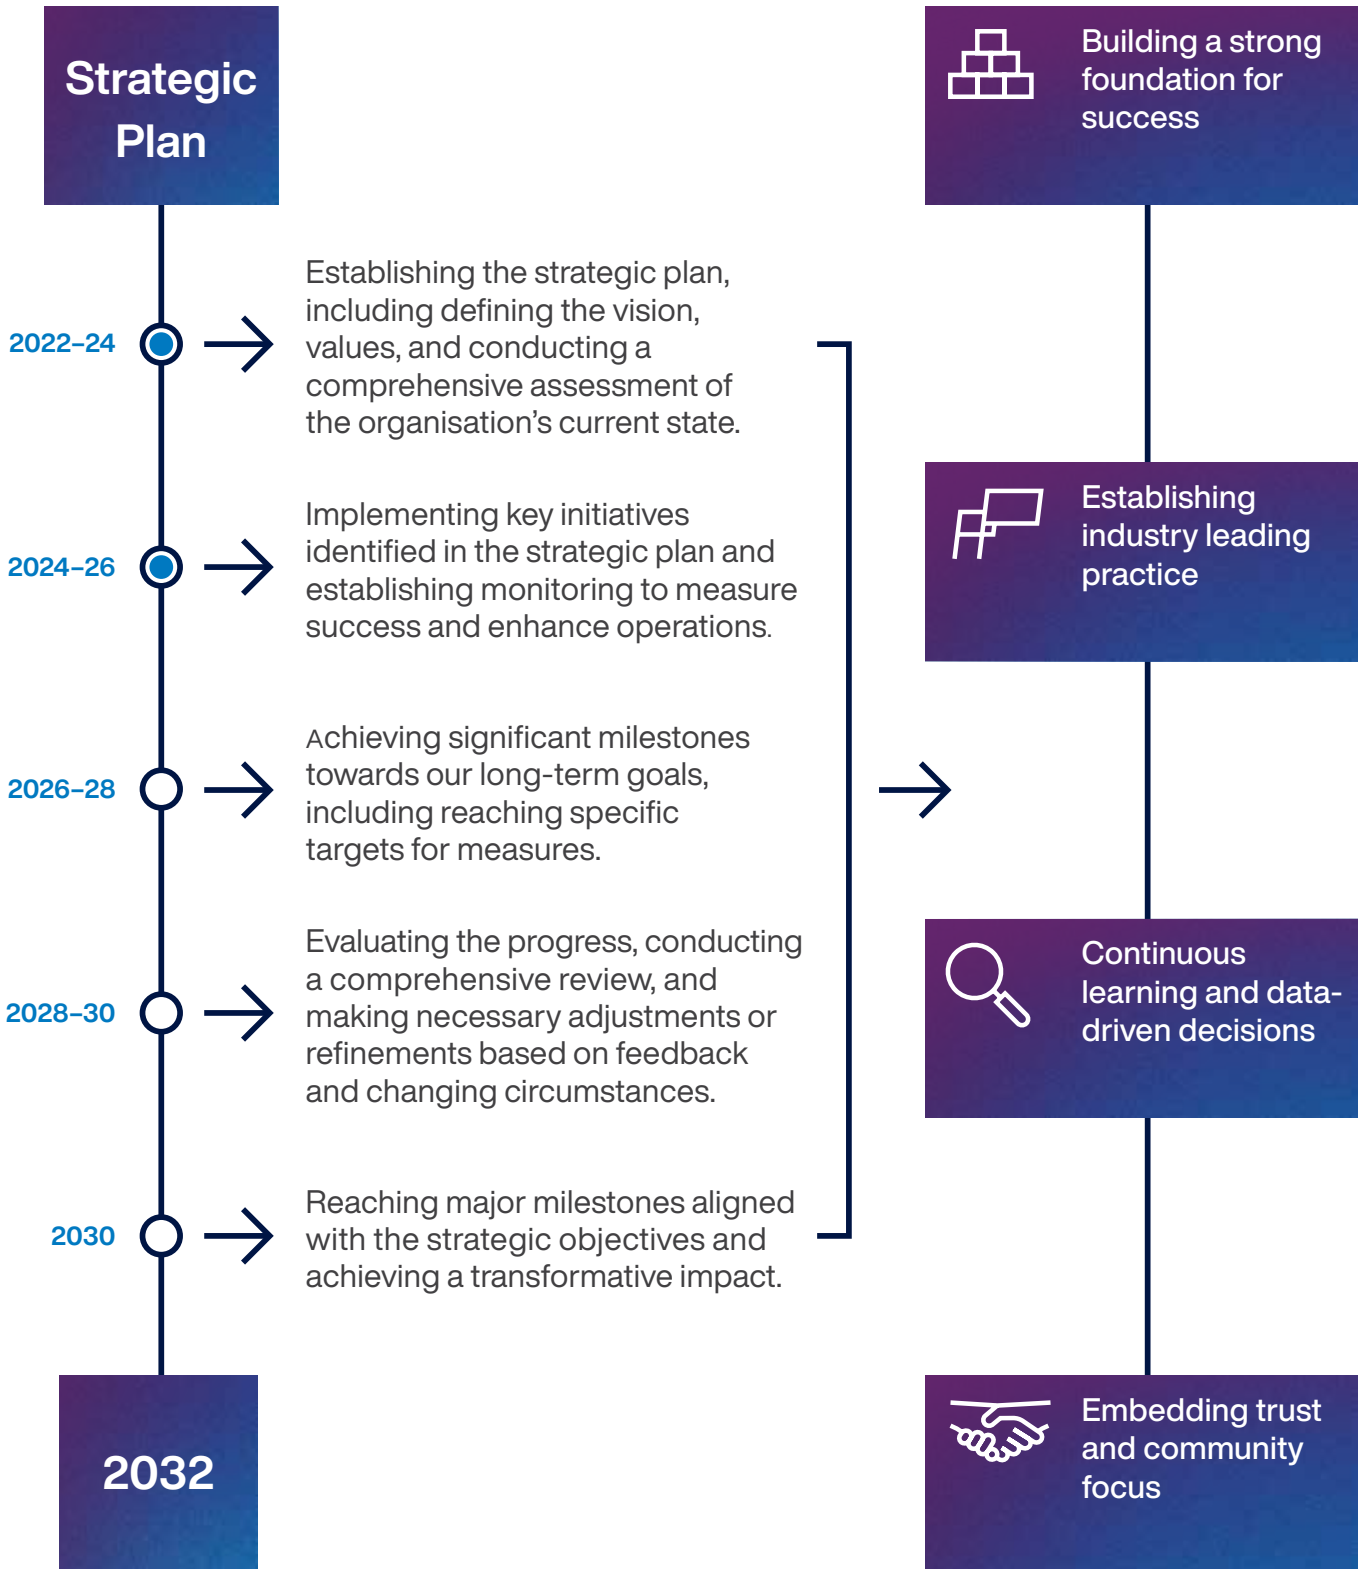 Strategic
Plan
2022–24
Establishing the strategic plan,
including defining the vision,
values, and conducting a
comprehensive assessment of
the organisation’s current state.
2024–26
Implementing key initiatives
identified in the strategic plan and
establishing monitoring to measure
success and enhance operations.
2026–28
Achieving significant milestones
towards our long-term goals,
including reaching specific
targets for measures.
2028–30
Evaluating the progress, conducting
a comprehensive review, and
making necessary adjustments or
refinements based on feedback
and changing circumstances.
2030
Reaching major milestones aligned
with the strategic objectives and
achieving a transformative impact.
2032
Building a strong
foundation for
success
Establishing
industry leading
practice
Continuous
learning and data-
driven decisions
Embedding trust
and community
focus